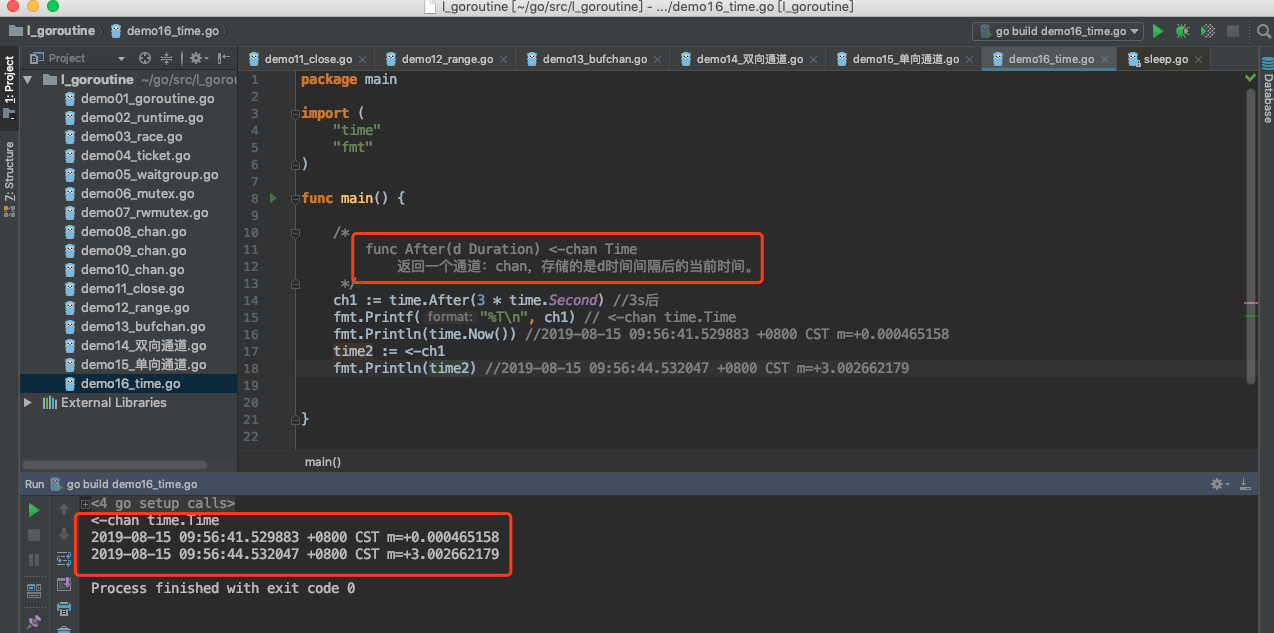 l_goroutine [~/go/src/l_goroutine] - .../demo16_time.go [l_goroutine]
l_goroutine
demo16_time.go
go build demo16_time.go
1: Project
Z: Structure
Database
Project
demo11_close.go
demo12_range.go
demo13_bufchan.go
demo14_双向通道.go
demo15_单向通道.go
demo16_time.go
sleep.go
l_goroutine ~/go/src/l_gorou
demo01_goroutine.go
demo02_runtime.go
demo03_race.go
demo04_ticket.go
demo05_waitgroup.go
demo06_mutex.go
demo07_rwmutex.go
demo08_chan.go
demo09_chan.go
demo10_chan.go
demo11_close.go
demo12_range.go
demo13_bufchan.go
demo14_双向通道.go
demo15_单向通道.go
demo16_time.go
External Libraries
1 package main
2
3 import (
4 "time"
5 "fmt"
6 )
7
8 func main() {
9
10 /*
11 func After(d Duration) <-chan Time
12 返回一个通道：chan，存储的是d时间间隔后的当前时间。
13 */
14 ch1 := time.After(3 * time.Second) //3s后
15 fmt.Printf( format: "%T\n", ch1) // <-chan time.Time
16 fmt.Println(time.Now()) //2019-08-15 09:56:41.529883 +0800 CST m=+0.000465158
17 time2 := <-ch1
18 fmt.Println(time2) //2019-08-15 09:56:44.532047 +0800 CST m=+3.002662179
19
20
21 }
22
main()
Run go build demo16_time.go
<4 go setup calls>
<-chan time.Time
2019-08-15 09:56:41.529883 +0800 CST m=+0.000465158
2019-08-15 09:56:44.532047 +0800 CST m=+3.002662179
Process finished with exit code 0